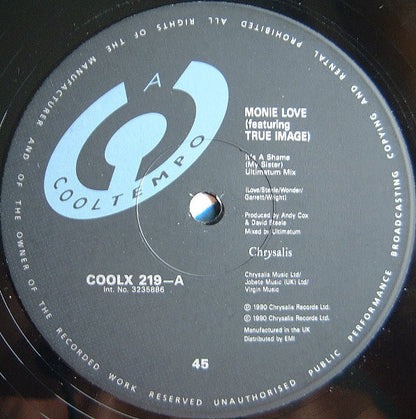 ALL RIGHTS OF THE MANUFACTURER AND OF THE OWNER OF THE RECORDED WORK RESERVED UNAUTHORISED PUBLIC PERFORMANCE BROADCASTING COPYING AND RENTAL PROHIBITED
A
COOLTEMPO
MONIE LOVE
(featuring
TRUE IMAGE)
It's A Shame
(My Sister)
Ultimatum Mix
(Love/Steele/Wonder/
Garrett/Wright)
Produced by Andy Cox
& David Steele
Mixed by Ultimatum
Chrysalis
COOLX 219—A
Int. No. 3235886
Chrysalis Music Ltd/
Jobete Music (UK) Ltd/
Virgin Music
℗ 1990 Chrysalis Records Ltd.
© 1990 Chrysalis Records Ltd.
Manufactured in the UK
Distributed by EMI
45